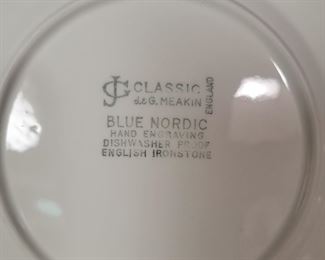 CLASSIC
J.&G. MEAKIN
ENGLAND
BLUE NORDIC
HAND ENGRAVING
DISHWASHER PROOF
ENGLISH IRONSTONE